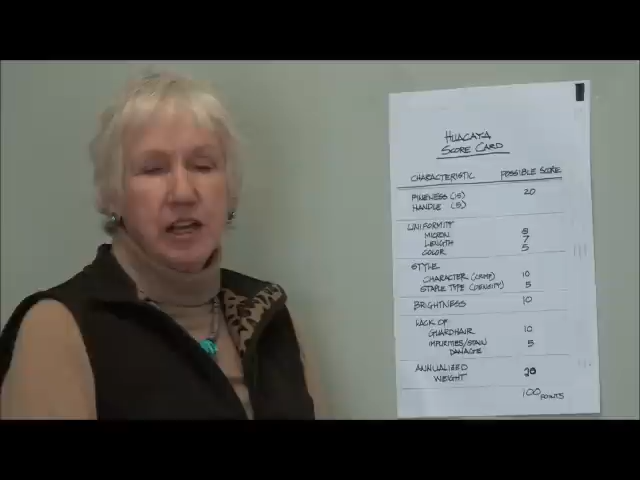 HUACAYA
SCORE CARD
CHARACTERISTIC POSSIBLE SCORE
FINENESS (15) 20
HANDLE (5)
UNIFORMITY
MICRON 8
LENGTH 7
COLOR 5
STYLE
CHARACTER (CRIMP) 10
STAPLE TYPE (DENSITY) 5
BRIGHTNESS 10
LACK OF
GUARDHAIR 10
IMPURITIES/STAIN 5
DAMAGE
ANNUALIZED 20
WEIGHT
100 POINTS